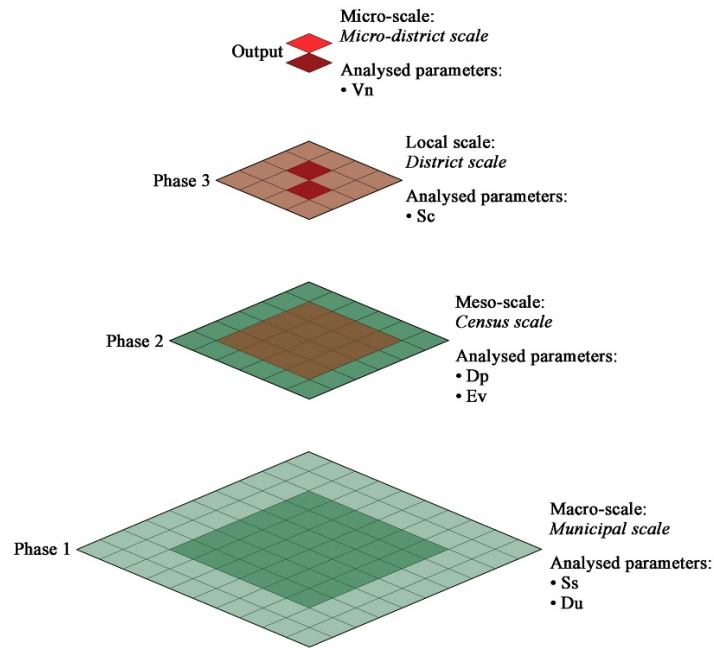 Micro-scale:
Micro-district scale
Output
Analysed parameters:
• Vn
Local scale:
District scale
Phase 3
Analysed parameters:
• Sc
Meso-scale:
Census scale
Phase 2
Analysed parameters:
• Dp
• Ev
Macro-scale:
Municipal scale
Phase 1
Analysed parameters:
• Ss
• Du